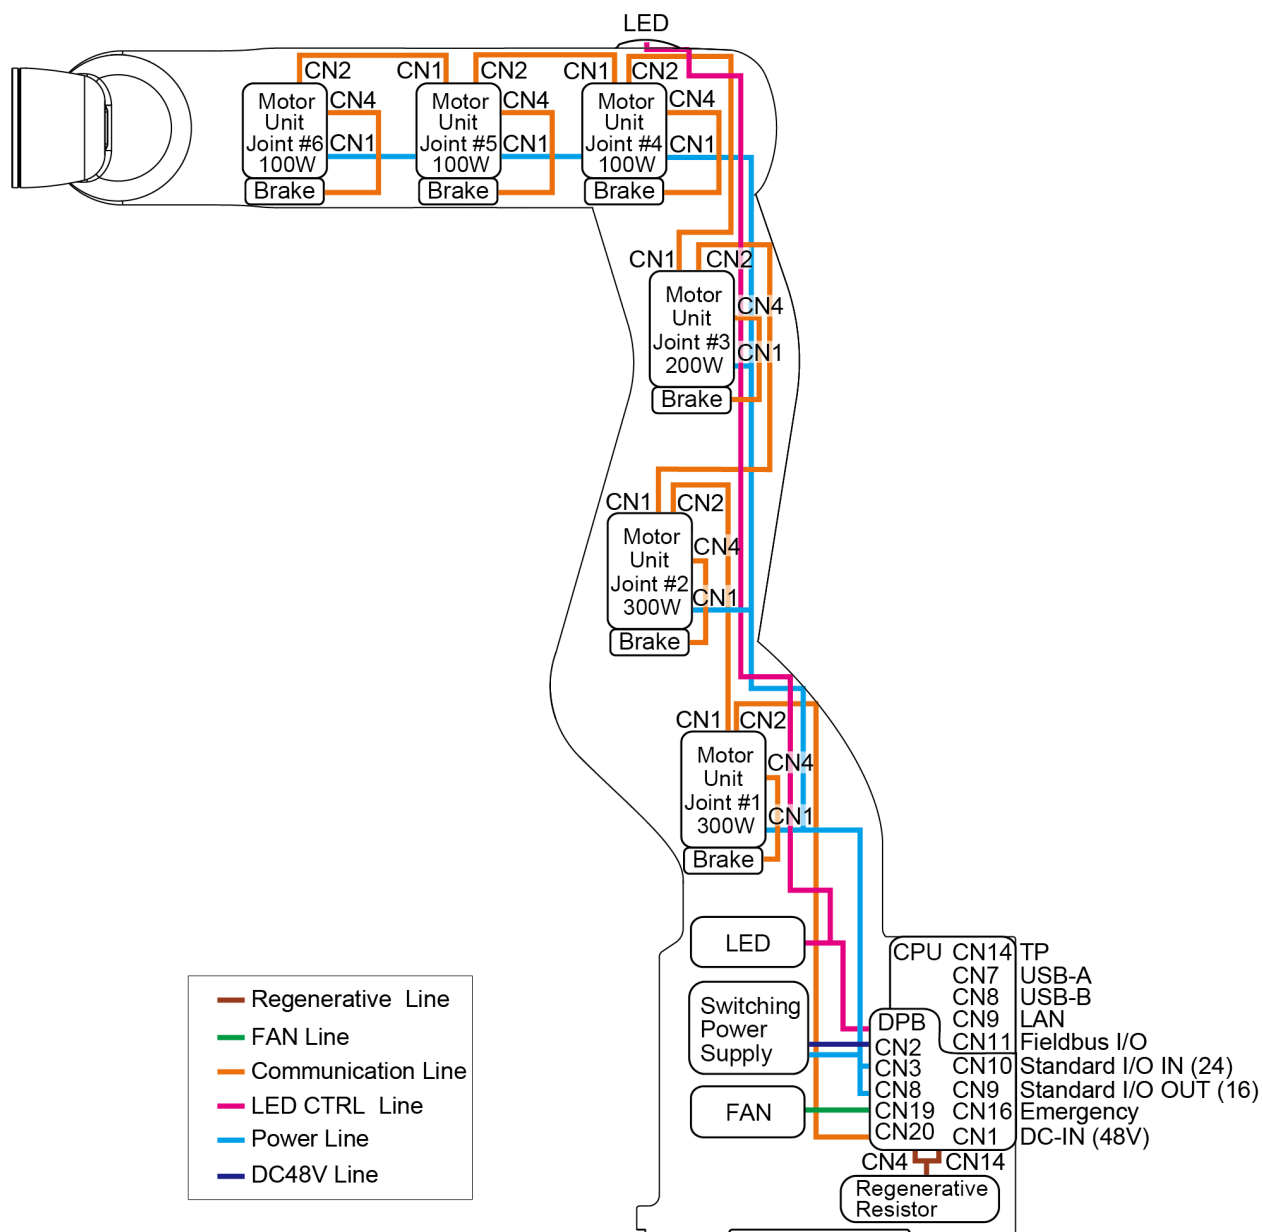 LED
CN2
CN1
CN2
CN1
CN2
Motor
Unit
Joint #6
100W
Brake
CN4
CN1
Motor
Unit
Joint #5
100W
Brake
CN4
CN1
Motor
Unit
Joint #4
100W
Brake
CN4
CN1
CN1
CN2
Motor
Unit
Joint #3
200W
Brake
CN4
CN1
CN1
CN2
Motor
Unit
Joint #2
300W
Brake
CN4
CN1
CN1
CN2
Motor
Unit
Joint #1
300W
Brake
CN4
CN1
LED
Switching
Power
Supply
FAN
CPU
DPB
CN2
CN3
CN8
CN19
CN20
CN14 TP
CN7 USB-A
CN8 USB-B
CN9 LAN
CN11 Fieldbus I/O
CN10 Standard I/O IN (24)
CN9 Standard I/O OUT (16)
CN16 Emergency
CN1 DC-IN (48V)
CN4
CN14
Regenerative
Resistor
Regenerative Line
FAN Line
Communication Line
LED CTRL Line
Power Line
DC48V Line